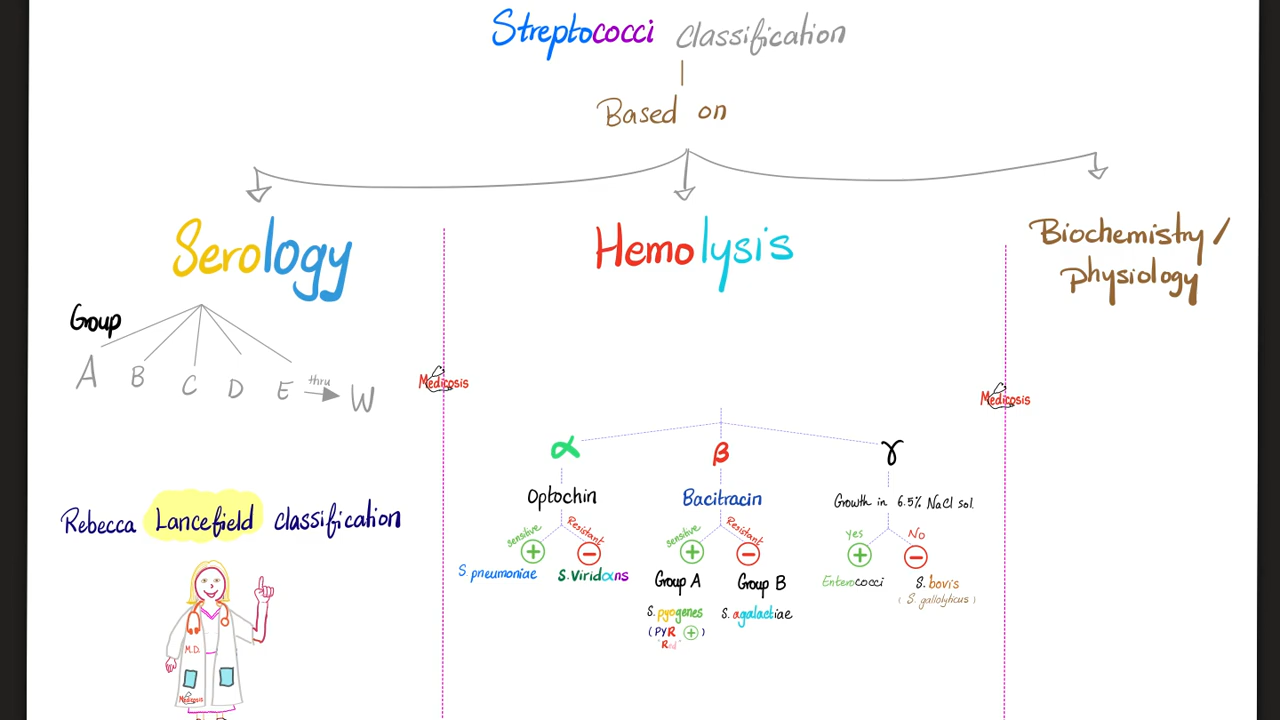 Streptococci classification
Based on
Serology
Hemolysis
Biochemistry /
physiology
Group
A B C D E thru W
Medicosis
Medicosis
α β γ
Optochin
Bacitracin
Growth in 6.5% NaCl sol.
sensitive Resistant
sensitive Resistant
Yes No
+ −
+ −
+ −
S. pneumoniae S. Viridans
Group A Group B
Enterococci S. bovis
( S. gallolyticus )
S. pyogenes S. agalactiae
(PYR + )
"Red"
Rebecca Lancefield classification
M.D.
Medicosis